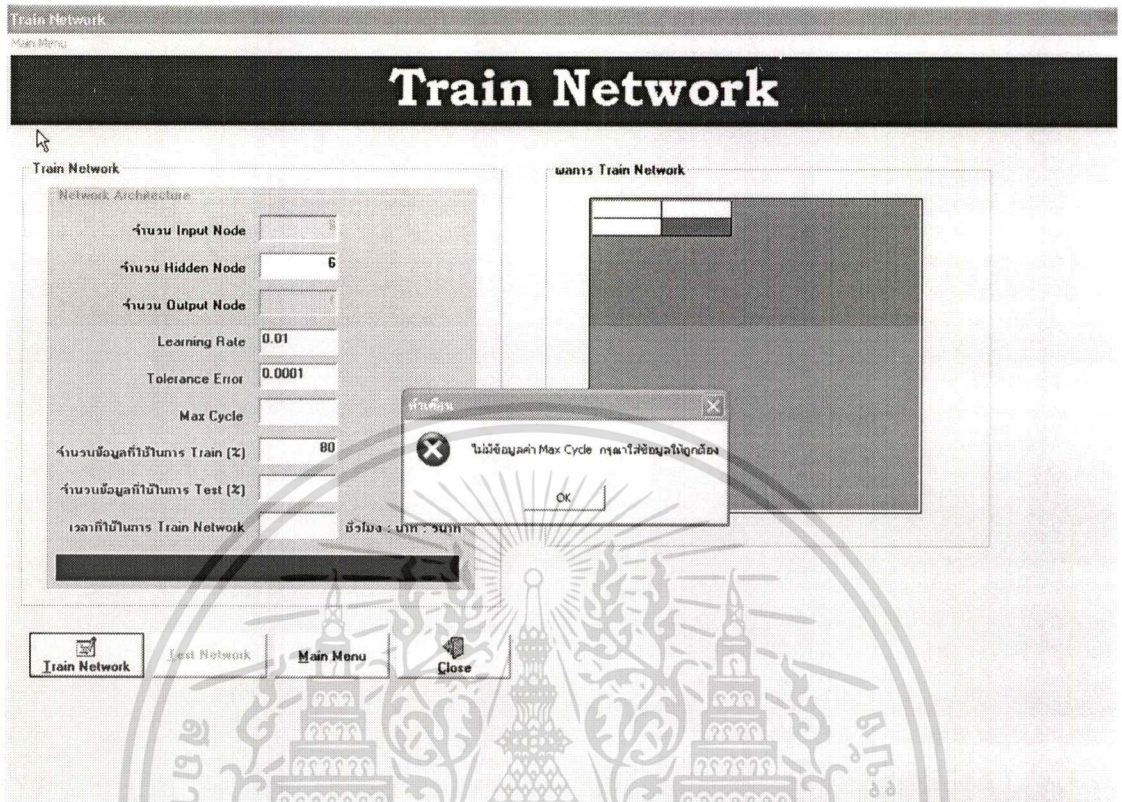 Train Network
Main Menu
Train Network
Train Network
Network Architecture
จำนวน Input Node
จำนวน Hidden Node 6
จำนวน Output Node
Learning Rate 0.01
Tolerance Error 0.0001
Max Cycle
จำนวนข้อมูลที่ใช้ในการ Train (%) 80
จำนวนข้อมูลที่ใช้ในการ Test (%)
เวลาที่ใช้ในการ Train Network ชั่วโมง : นาที : วินาที
ผลการ Train Network
คำเตือน
ไม่มีข้อมูลค่า Max Cycle กรุณาใส่ข้อมูลให้ถูกต้อง
OK
Train Network
Test Network
Main Menu
Close